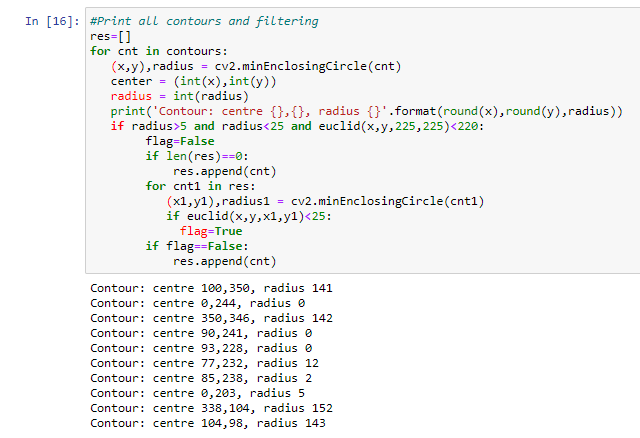 In [16]: #Print all contours and filtering
res=[]
for cnt in contours:
(x,y),radius = cv2.minEnclosingCircle(cnt)
center = (int(x),int(y))
radius = int(radius)
print('Contour: centre {},{}, radius {}'.format(round(x),round(y),radius))
if radius>5 and radius<25 and euclid(x,y,225,225)<220:
flag=False
if len(res)==0:
res.append(cnt)
for cnt1 in res:
(x1,y1),radius1 = cv2.minEnclosingCircle(cnt1)
if euclid(x,y,x1,y1)<25:
flag=True
if flag==False:
res.append(cnt)
Contour: centre 100,350, radius 141
Contour: centre 0,244, radius 0
Contour: centre 350,346, radius 142
Contour: centre 90,241, radius 0
Contour: centre 93,228, radius 0
Contour: centre 77,232, radius 12
Contour: centre 85,238, radius 2
Contour: centre 0,203, radius 5
Contour: centre 338,104, radius 152
Contour: centre 104,98, radius 143